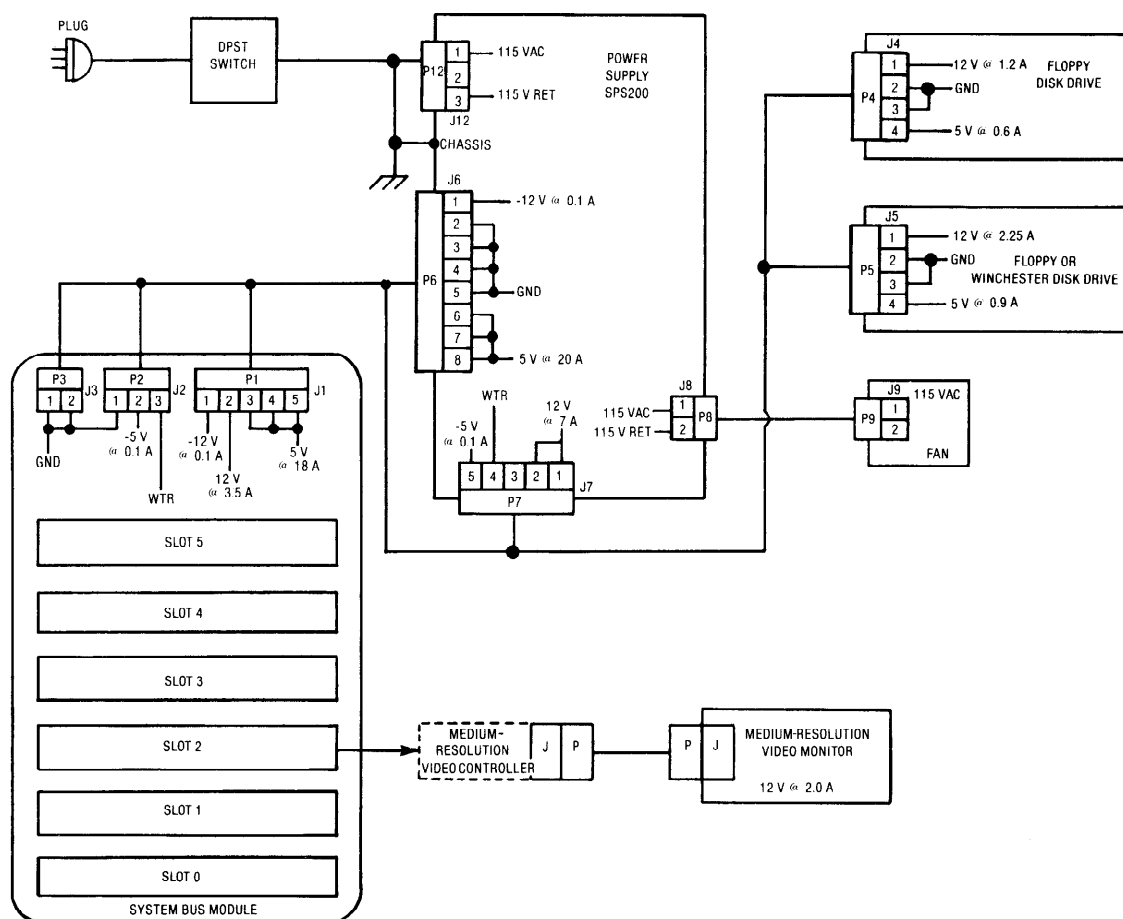 PLUG
DPST
SWITCH
P12
1
2
3
J12
115 VAC
115 V RET
POWER
SUPPLY
SPS200
CHASSIS
J6
P6
1
2
3
4
5
6
7
8
-12 V @ 0.1 A
GND
5 V @ 20 A
J4
P4
1
2
3
4
12 V @ 1.2 A
GND
5 V @ 0.6 A
FLOPPY
DISK DRIVE
J5
P5
1
2
3
4
12 V @ 2.25 A
GND
5 V @ 0.9 A
FLOPPY OR
WINCHESTER DISK DRIVE
J8
115 VAC
115 V RET
1
2
P8
J9
P9
1
2
115 VAC
FAN
WTR
-5 V
@ 0.1 A
12 V
@ 7 A
5
4
3
2
1
J7
P7
P3
1
2
J3
P2
1
2
3
J2
P1
1
2
3
4
5
J1
GND
-5 V
@ 0.1 A
WTR
-12 V
@ 0.1 A
12 V
@ 3.5 A
5 V
@ 18 A
SLOT 5
SLOT 4
SLOT 3
SLOT 2
SLOT 1
SLOT 0
SYSTEM BUS MODULE
MEDIUM-
RESOLUTION
VIDEO CONTROLLER
J
P
P
J
MEDIUM-RESOLUTION
VIDEO MONITOR
12 V @ 2.0 A